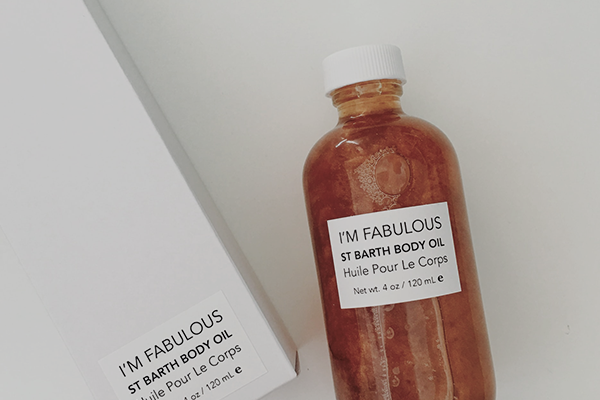 I'M FABULOUS
ST BARTH BODY OIL
Huile Pour Le Corps
Net wt. 4 oz / 120 mL e
I'M FABULOUS
ST BARTH BODY OIL
Huile Pour Le Corps
4 oz / 120 mL e